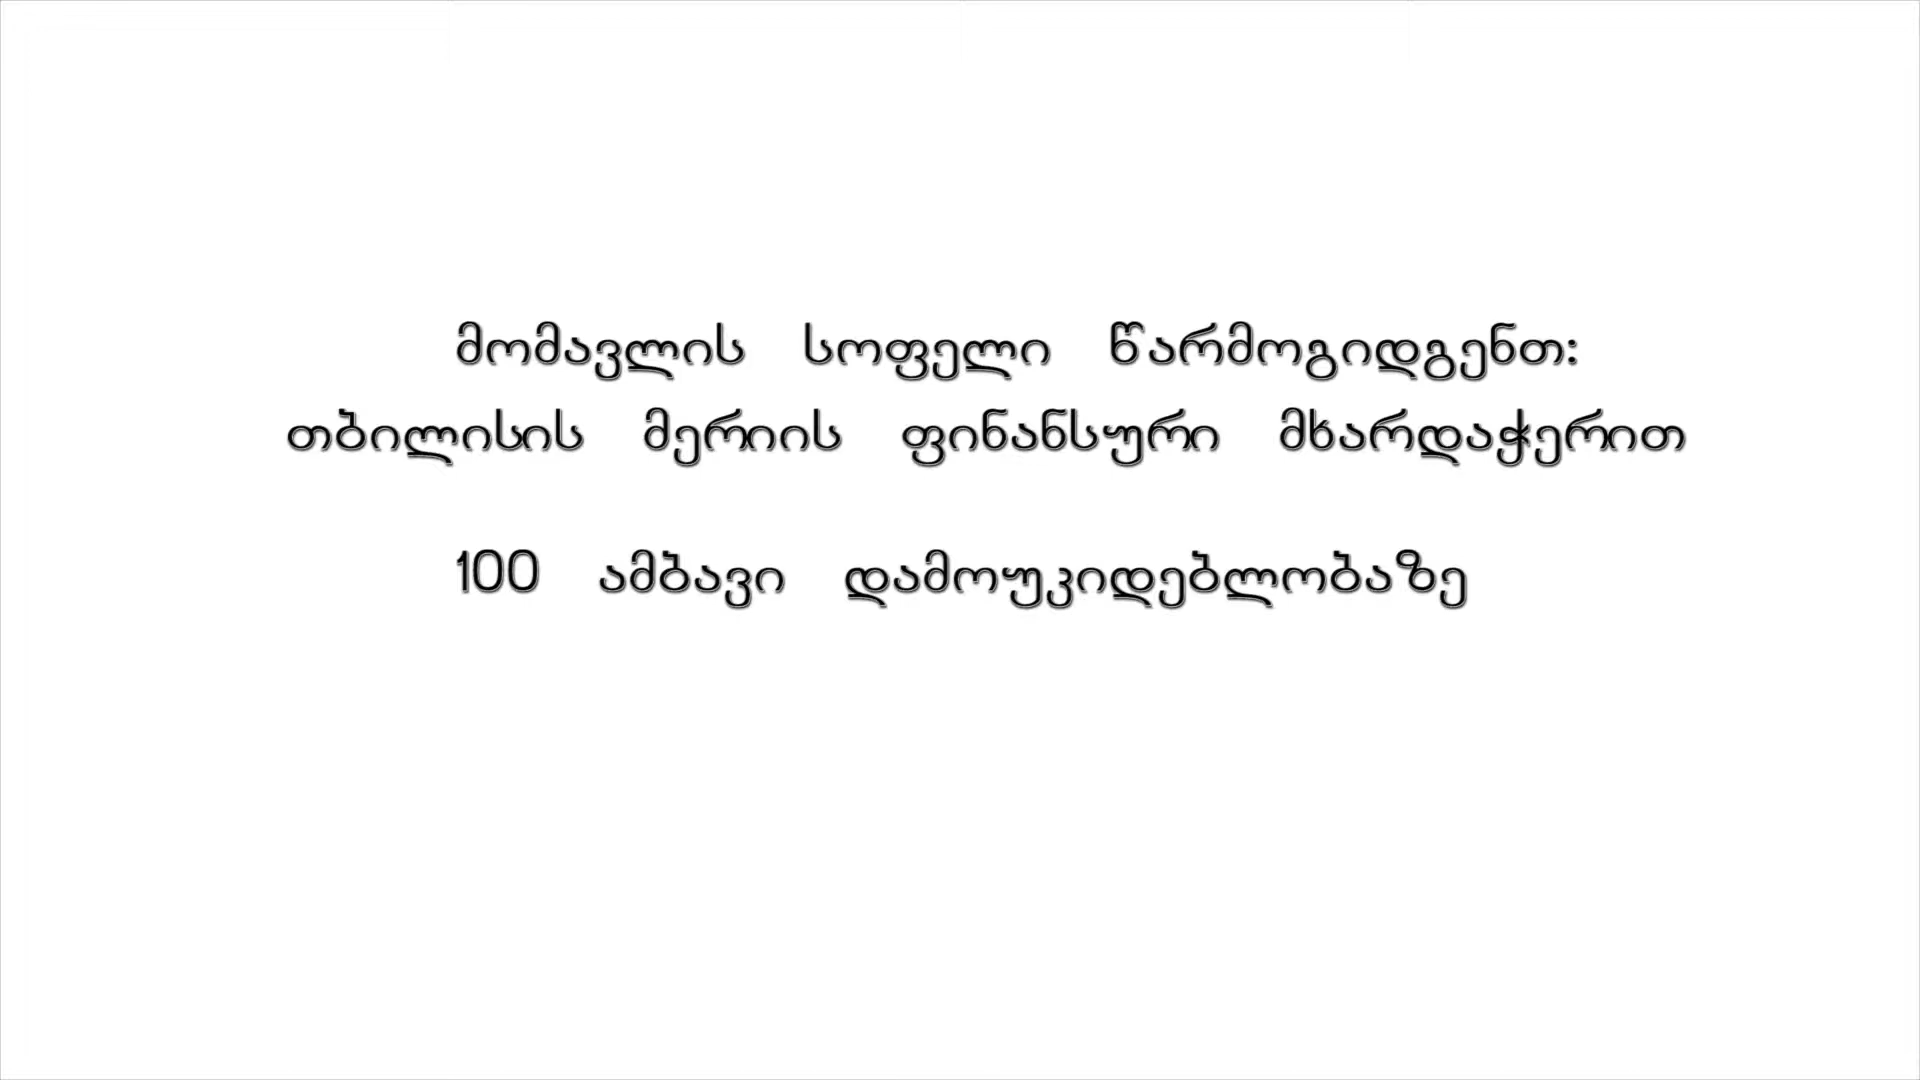 მომავლის სოფელი წარმოგიდგენთ:
თბილისის მერიის ფინანსური მხარდაჭერით
100 ამბავი დამოუკიდებლობაზე